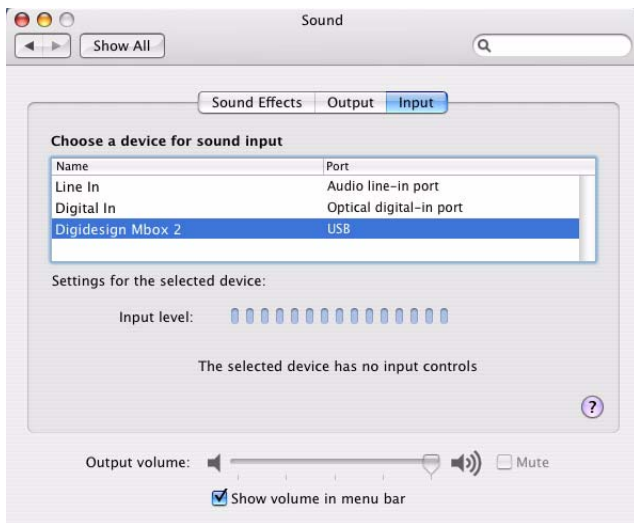 Sound
Show All
Sound Effects Output Input
Choose a device for sound input
Name Port
Line In Audio line-in port
Digital In Optical digital-in port
Digidesign Mbox 2 USB
Settings for the selected device:
Input level:
The selected device has no input controls
?
Output volume: Mute
Show volume in menu bar